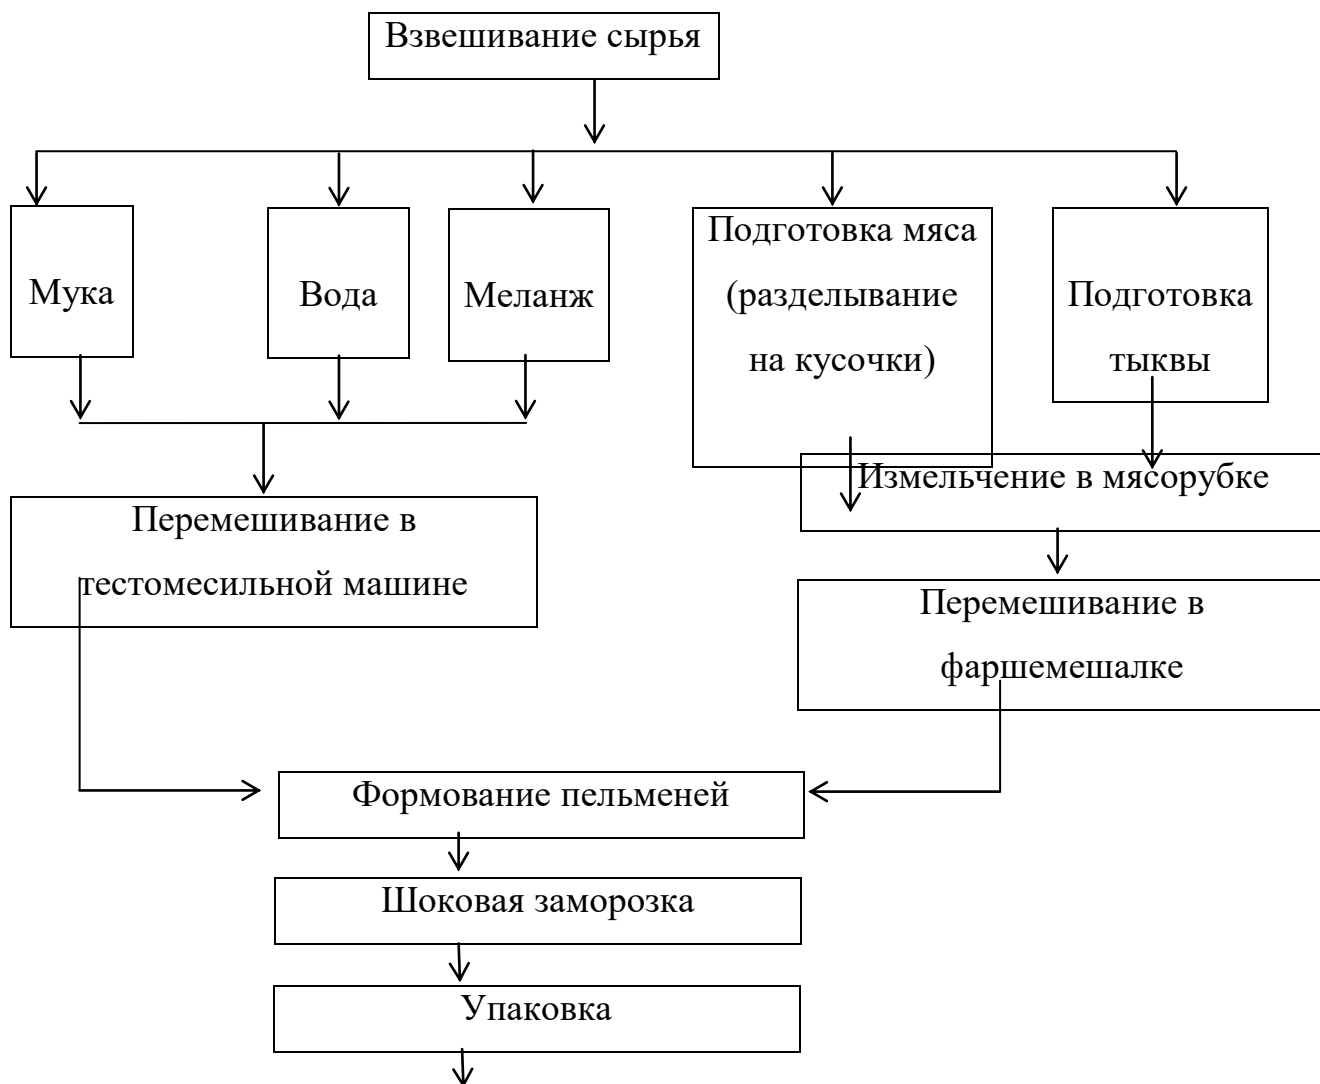 Взвешивание сырья
Мука
Вода
Меланж
Подготовка мяса
(разделывание
на кусочки)
Подготовка
тыквы
Измельчение в мясорубке
Перемешивание в
тестомесильной машине
Перемешивание в
фаршемешалке
Формование пельменей
Шоковая заморозка
Упаковка